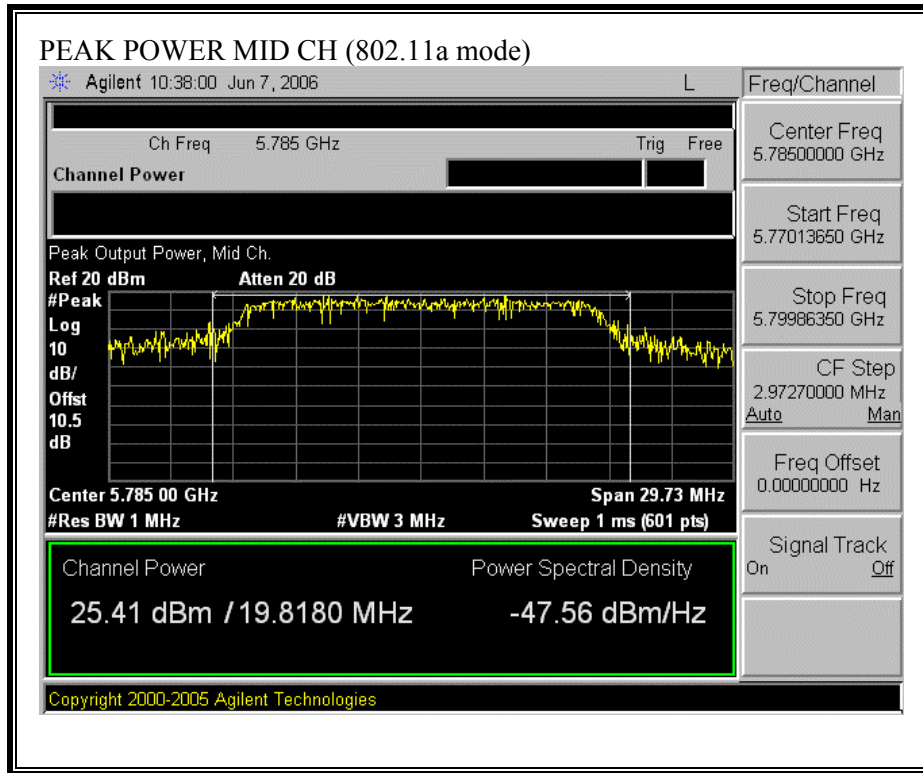 PEAK POWER MID CH (802.11a mode)
Agilent 10:38:00 Jun 7, 2006 L
Freq/Channel
Ch Freq 5.785 GHz Trig Free
Channel Power
Peak Output Power, Mid Ch.
Ref 20 dBm Atten 20 dB
#Peak
Log
10
dB/
Offst
10.5
dB
Center 5.785 00 GHz Span 29.73 MHz
#Res BW 1 MHz #VBW 3 MHz Sweep 1 ms (601 pts)
Channel Power Power Spectral Density
25.41 dBm / 19.8180 MHz -47.56 dBm/Hz
Copyright 2000-2005 Agilent Technologies
Center Freq
5.78500000 GHz
Start Freq
5.77013650 GHz
Stop Freq
5.79986350 GHz
CF Step
2.97270000 MHz
Auto Man
Freq Offset
0.00000000 Hz
Signal Track
On Off